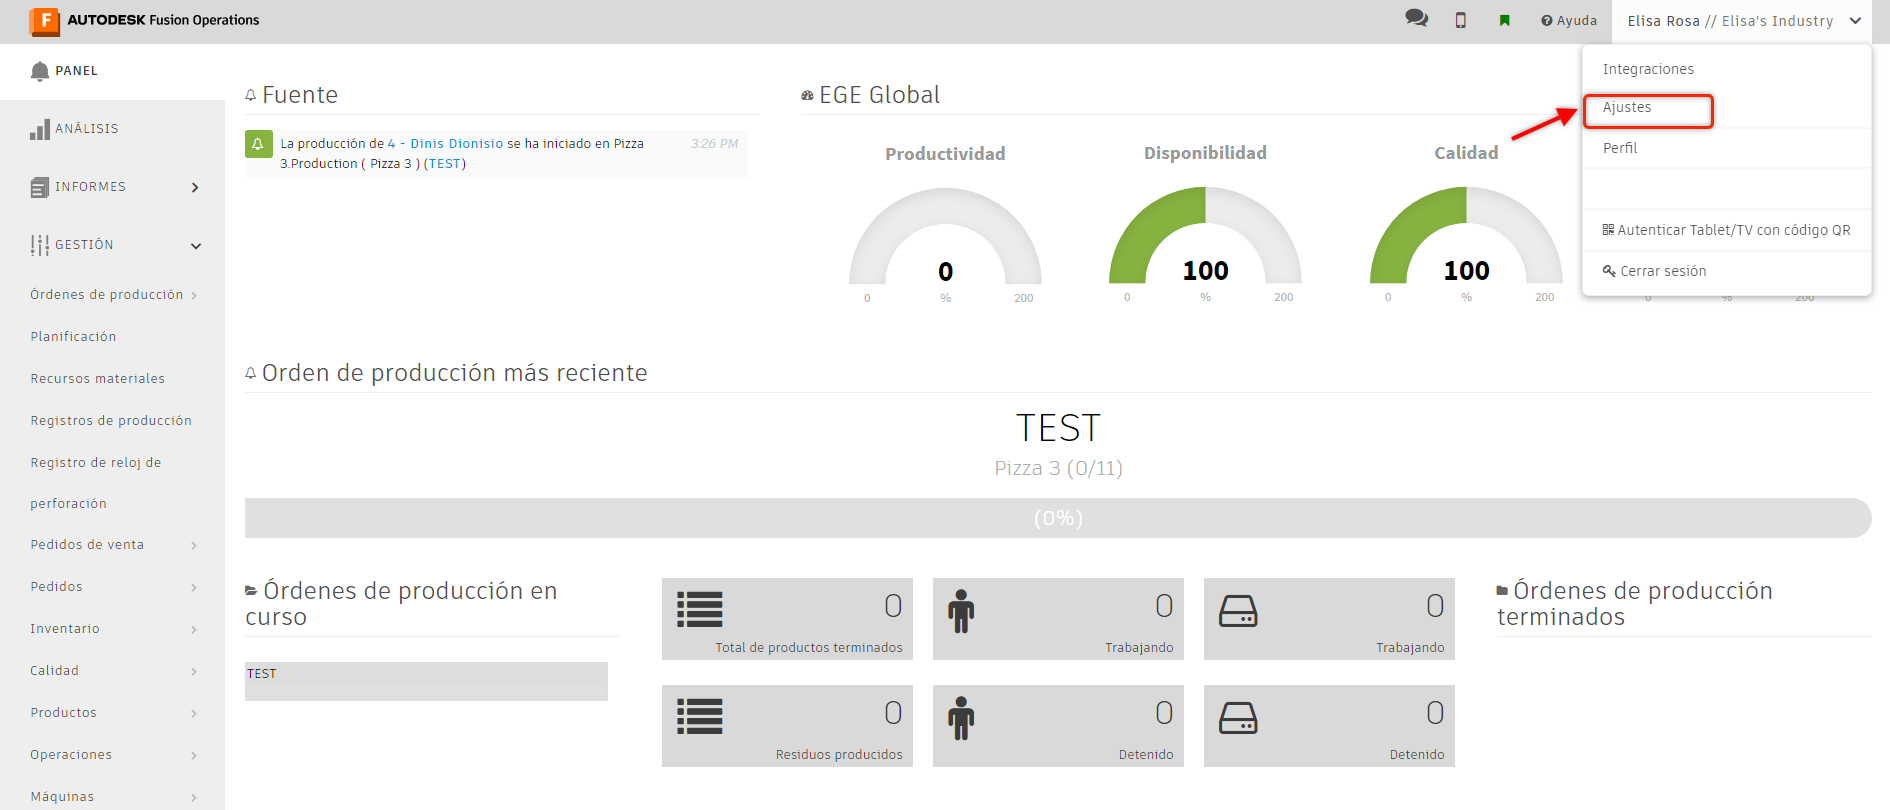 AUTODESK Fusion Operations
Ayuda
Elisa Rosa // Elisa's Industry
PANEL
ANÁLISIS
INFORMES
GESTIÓN
Órdenes de producción
Planificación
Recursos materiales
Registros de producción
Registro de reloj de
perforación
Pedidos de venta
Pedidos
Inventario
Calidad
Productos
Operaciones
Máquinas
Fuente
La producción de 4 - Dinis Dionisio se ha iniciado en Pizza
3.Production ( Pizza 3 ) (TEST)
3:26 PM
EGE Global
Productividad
0
0 % 200
Disponibilidad
100
0 % 200
Calidad
100
0 % 200
0 % 200
Integraciones
Ajustes
Perfil
Autenticar Tablet/TV con código QR
Cerrar sesión
Orden de producción más reciente
TEST
Pizza 3 (0/11)
(0%)
Órdenes de producción en
curso
TEST
0
Total de productos terminados
0
Trabajando
0
Trabajando
0
Residuos producidos
0
Detenido
0
Detenido
Órdenes de producción
terminados